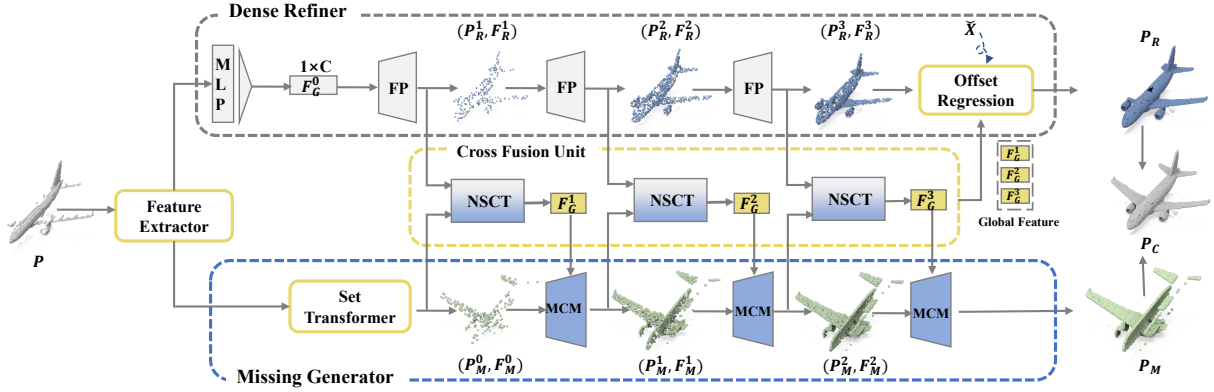 Dense Refiner
M
L
P
1×C
F_G^0
FP
(P_R^1, F_R^1)
FP
(P_R^2, F_R^2)
FP
(P_R^3, F_R^3)
X̌
Offset
Regression
P_R
Cross Fusion Unit
NSCT
F_G^1
NSCT
F_G^2
NSCT
F_G^3
F_G^1
F_G^2
F_G^3
Global Feature
P
Feature
Extractor
P_C
Set
Transformer
(P_M^0, F_M^0)
MCM
(P_M^1, F_M^1)
MCM
(P_M^2, F_M^2)
MCM
P_M
Missing Generator